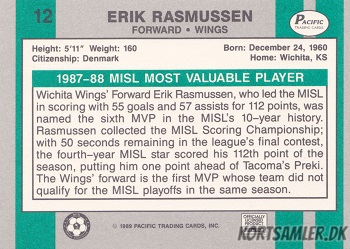 12
ERIK RASMUSSEN
FORWARD • WINGS
PACIFIC
TRADING CARDS
Height: 5'11" Weight: 160
Citizenship: Denmark
Born: December 24, 1960
Home: Wichita, KS
1987-88 MISL MOST VALUABLE PLAYER
Wichita Wings' Forward Erik Rasmussen, who led the MISL
in scoring with 55 goals and 57 assists for 112 points, was
named the sixth MVP in the MISL's 10-year history.
Rasmussen collected the MISL Scoring Championship;
with 50 seconds remaining in the league's final contest,
the fourth-year MISL star scored his 112th point of the
season, putting him one point ahead of Tacoma's Preki.
The Wings' F is the first MVP whose team did not
qualify for the MISL playoffs in the same season.
© 1989 PACIFIC TRADING CARDS, INC.
OFFICIALLY
LICENSED
PRODUCT
KORTSAMLER.DK